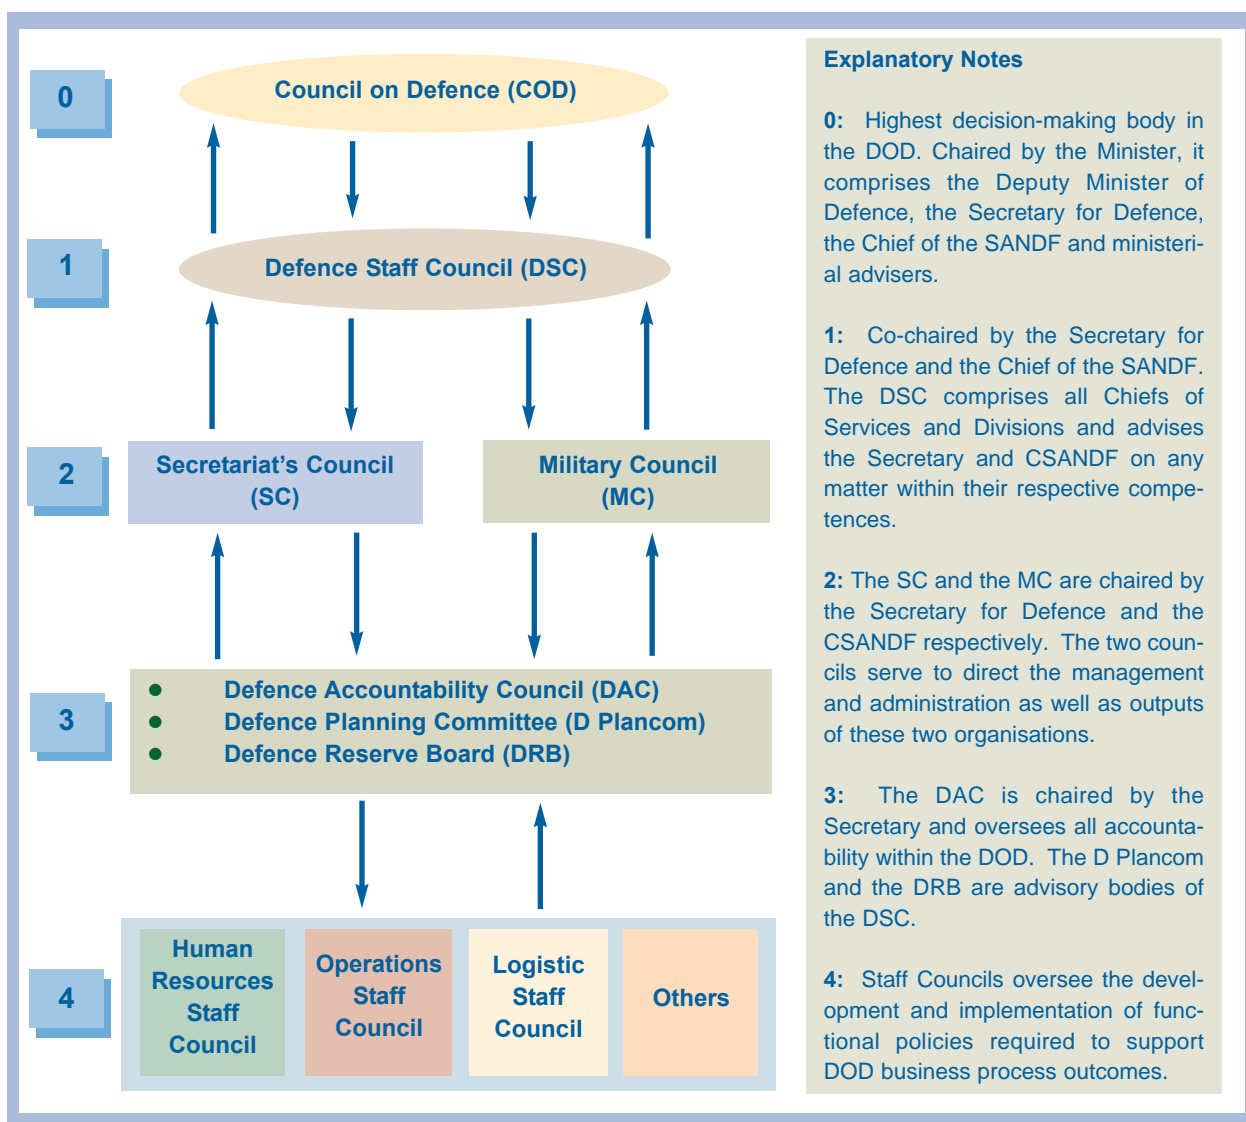 0
Council on Defence (COD)
1
Defence Staff Council (DSC)
2
Secretariat's Council
(SC)
Military Council
(MC)
3
● Defence Accountability Council (DAC)
● Defence Planning Committee (D Plancom)
● Defence Reserve Board (DRB)
4
Human
Resources
Staff
Council
Operations
Staff
Council
Logistic
Staff
Council
Others
Explanatory Notes
0: Highest decision-making body in
the DOD. Chaired by the Minister, it
comprises the Deputy Minister of
Defence, the Secretary for Defence,
the Chief of the SANDF and ministeri-
al advisers.
1: Co-chaired by the Secretary for
Defence and the Chief of the SANDF.
The DSC comprises all Chiefs of
Services and Divisions and advises
the Secretary and CSANDF on any
matter within their respective compe-
tences.
2: The SC and the MC are chaired by
the Secretary for Defence and the
CSANDF respectively. The two coun-
cils serve to direct the management
and administration as well as outputs
of these two organisations.
3: The DAC is chaired by the
Secretary and oversees all accounta-
bility within the DOD. The D Plancom
and the DRB are advisory bodies of
the DSC.
4: Staff Councils oversee the devel-
opment and implementation of func-
tional policies required to support
DOD business process outcomes.